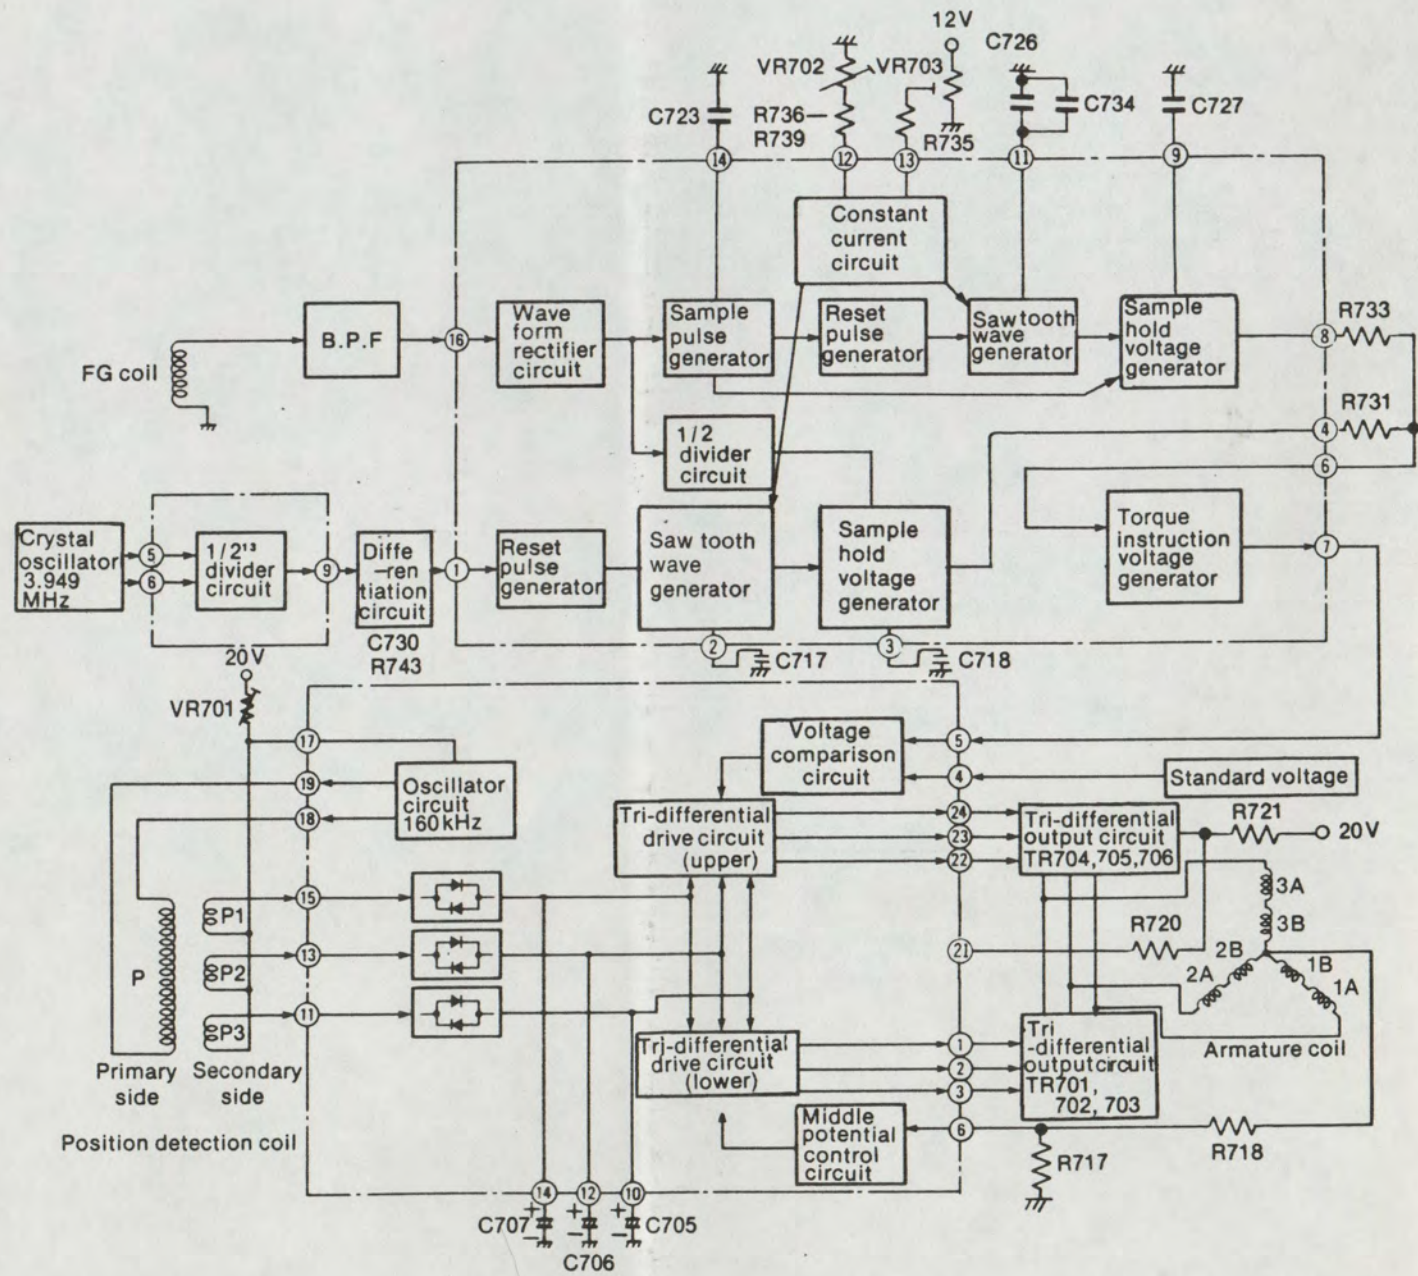 12V
C726
VR702
VR703
C723
R736
R739
R735
C734
C727
14
12
13
11
9
Constant
current
circuit
FG coil
B.P.F
16
Wave
form
rectifier
circuit
Sample
pulse
generator
Reset
pulse
generator
Saw tooth
wave
generator
Sample
hold
voltage
generator
8
R733
R731
4
6
1/2
divider
circuit
Crystal
oscillator
3.949
MHz
5
6
1/2¹³
divider
circuit
9
Diffe
-ren
tiation
circuit
C730
R743
1
Reset
pulse
generator
Saw tooth
wave
generator
Sample
hold
voltage
generator
Torque
instruction
voltage
generator
7
2
C717
3
C718
20V
VR701
17
19
18
Oscillator
circuit
160kHz
Voltage
comparison
circuit
5
4
Standard voltage
Tri-differential
drive circuit
(upper)
24
23
22
Tri-differential
output circuit
TR704,705,706
R721
20V
3A
3B
2B
2A
1B
1A
Armature coil
R720
21
15
13
11
P
P1
P2
P3
Primary
side
Secondary
side
Position detection coil
Tri-differential
drive circuit
(lower)
1
2
3
Tri
-differential
output circuit
TR701,
702, 703
Middle
potential
control
circuit
6
R717
R718
14
12
10
+
-
C707
+
-
C706
+
-
C705